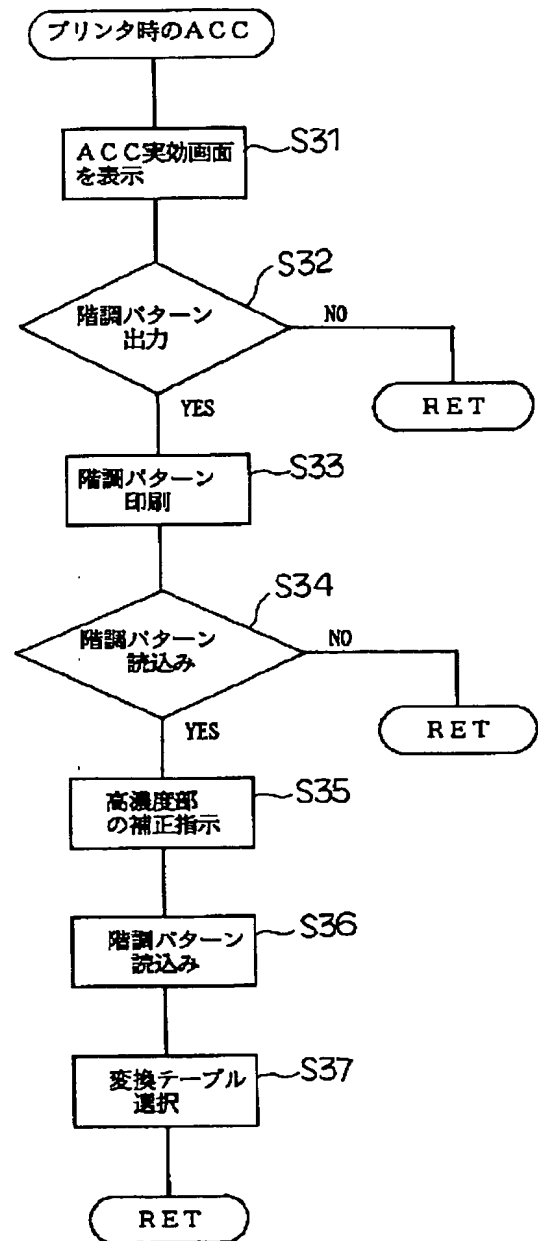 プリンタ時のACC
S31
ACC実効画面
を表示
S32
階調パターン
出力
NO
RET
YES
S33
階調パターン
印刷
S34
階調パターン
読込み
NO
RET
YES
S35
高濃度部
の補正指示
S36
階調パターン
読込み
S37
変換テーブル
選択
RET